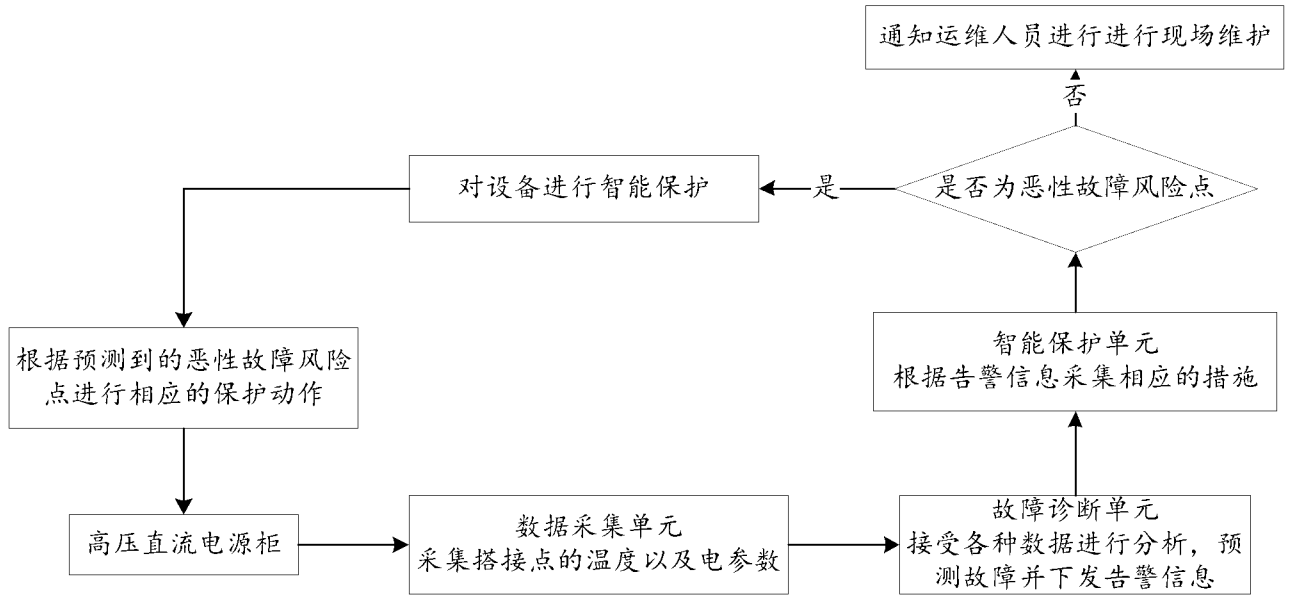 通知运维人员进行进行现场维护
否
对设备进行智能保护
是
是否为恶性故障风险点
根据预测到的恶性故障风险
点进行相应的保护动作
智能保护单元
根据告警信息采集相应的措施
高压直流电源柜
数据采集单元
采集搭接点的温度以及电参数
故障诊断单元
接受各种数据进行分析，预
测故障并下发告警信息